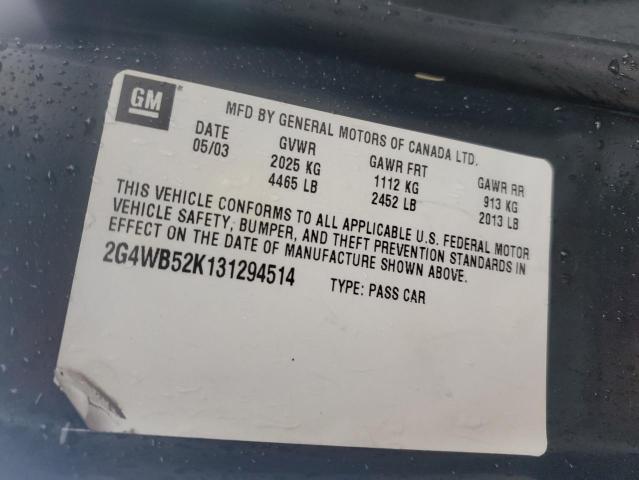 GM
MFD BY GENERAL MOTORS OF CANADA LTD.
DATE GVWR GAWR FRT GAWR RR
05/03 2025 KG 1112 KG 913 KG
4465 LB 2452 LB 2013 LB
THIS VEHICLE CONFORMS TO ALL APPLICABLE U.S. FEDERAL MOTOR
VEHICLE SAFETY, BUMPER, AND THEFT PREVENTION STANDARDS IN
EFFECT ON THE DATE OF MANUFACTURE SHOWN ABOVE.
2G4WB52K131294514 TYPE: PASS CAR